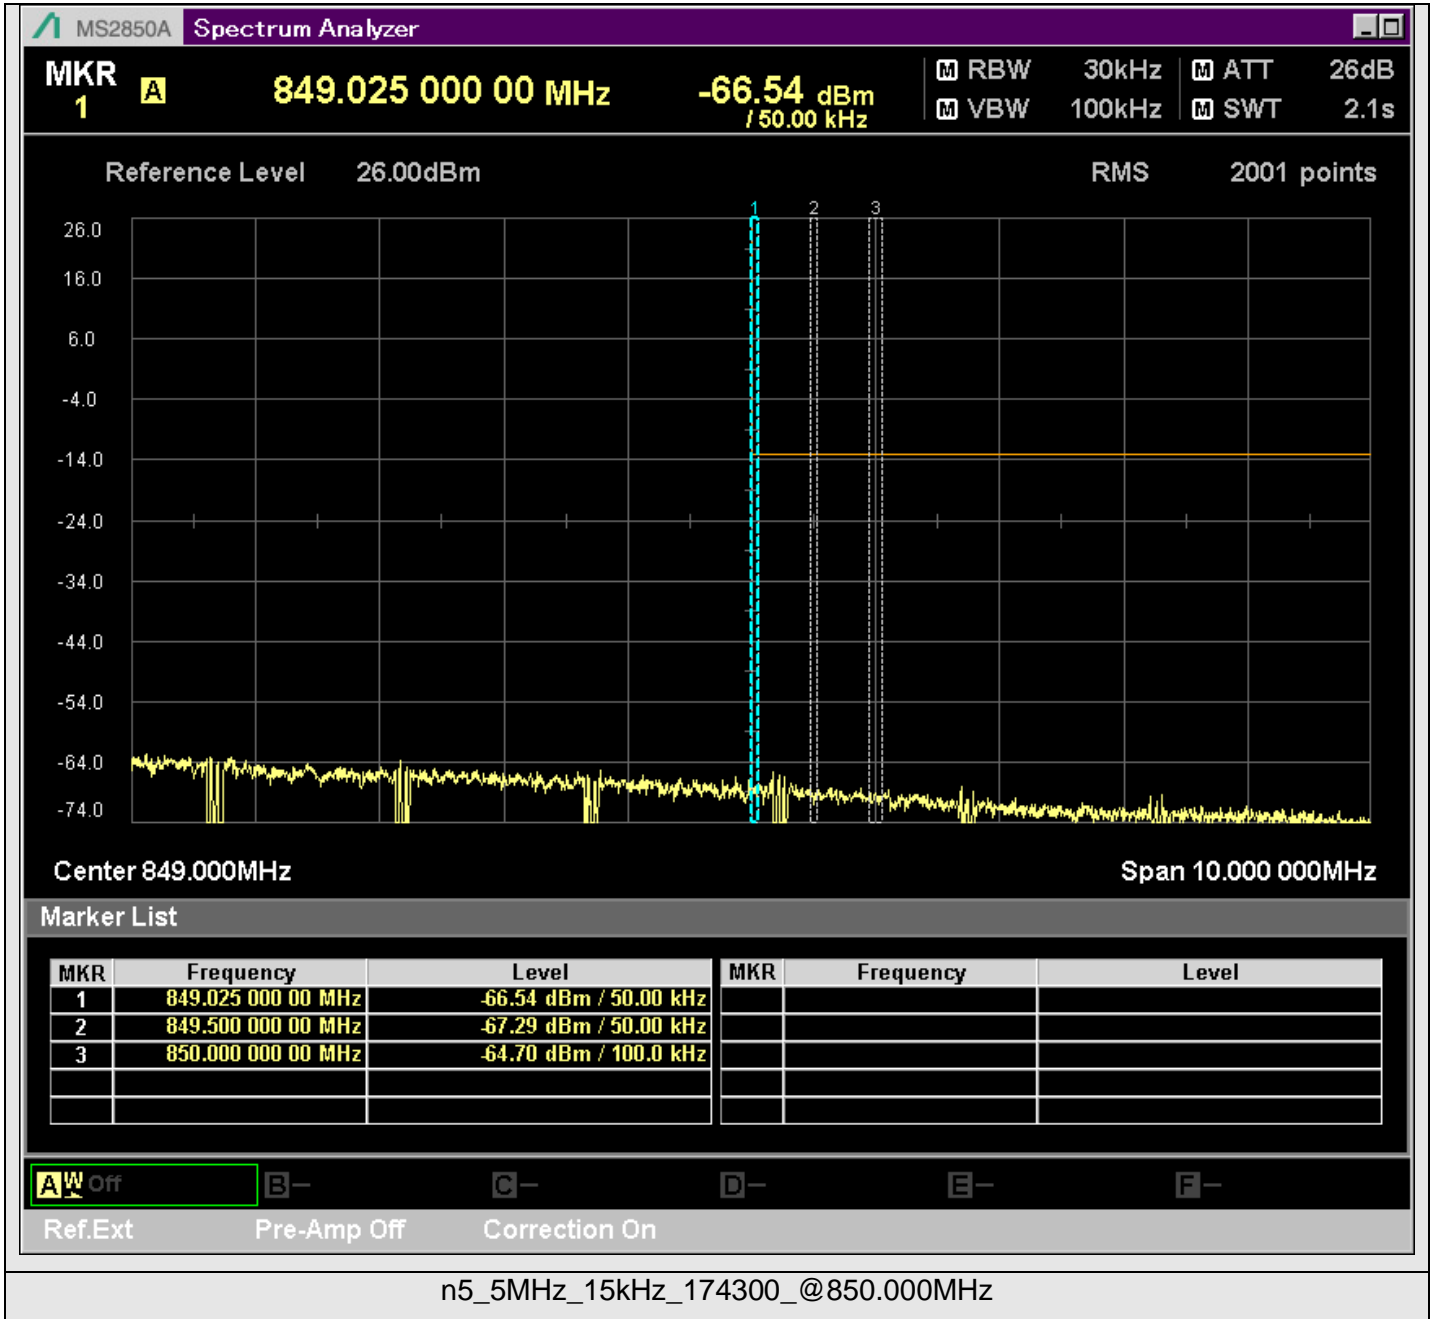 MS2850A Spectrum Analyzer
MKR 1 A 849.025 000 00 MHz -66.54 dBm / 50.00 kHz
M RBW 30kHz M ATT 26dB
M VBW 100kHz M SWT 2.1s
Reference Level 26.00dBm RMS 2001 points
1 2 3
26.0
16.0
6.0
-4.0
-14.0
-24.0
-34.0
-44.0
-54.0
-64.0
-74.0
Center 849.000MHz Span 10.000 000MHz
Marker List
MKR Frequency Level MKR Frequency Level
1 849.025 000 00 MHz -66.54 dBm / 50.00 kHz
2 849.500 000 00 MHz -67.29 dBm / 50.00 kHz
3 850.000 000 00 MHz -64.70 dBm / 100.0 kHz
A W Off B – C – D – E – F –
Ref.Ext Pre-Amp Off Correction On
n5_5MHz_15kHz_174300_@850.000MHz